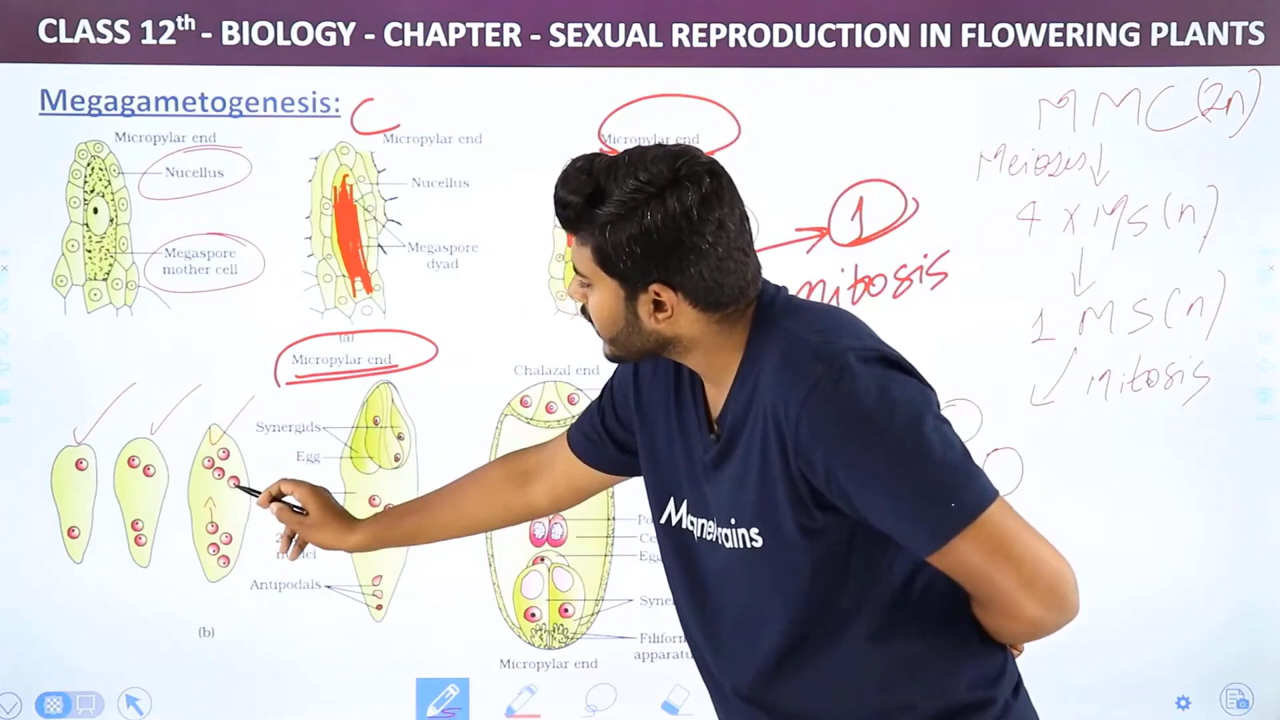 CLASS 12th - BIOLOGY - CHAPTER - SEXUAL REPRODUCTION IN FLOWERING PLANTS
Megagametogenesis:
Micropylar end
Nucellus
Megaspore
mother cell
Micropylar end
Nucellus
Megaspore
dyad
(a)
Micropylar end
1
mitosis
MMC(2n)
Meiosis
4 x MS(n)
1 MS(n)
Mitosis
Micropylar end
Synergids
Egg
2
Antipodals
(b)
Chalazal end
Filiform
Micropylar end
Magnet Brains